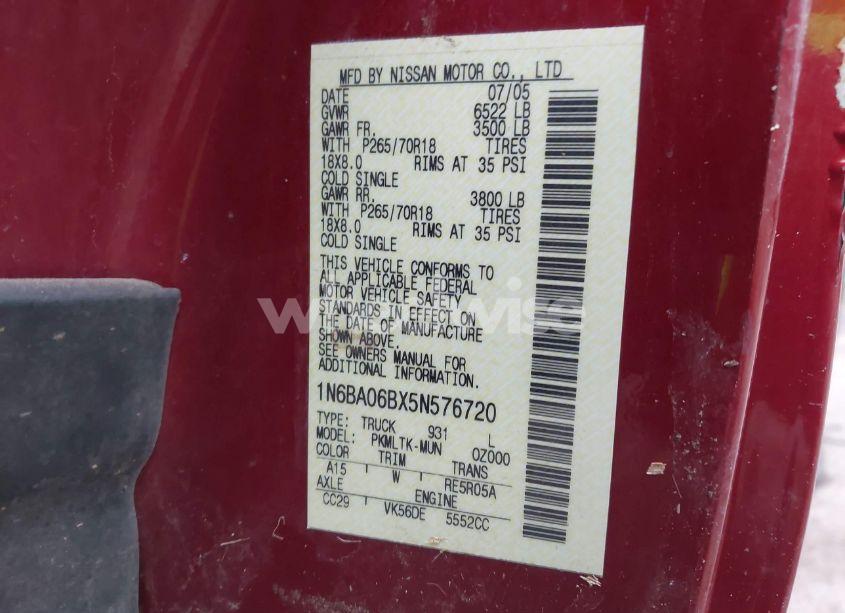 MFD BY NISSAN MOTOR CO., LTD
DATE 07/05
GVWR 6522 LB
GAWR FR. 3500 LB
WITH P265/70R18 TIRES
18X8.0 RIMS AT 35 PSI
COLD SINGLE
GAWR RR. 3800 LB
WITH P265/70R18 TIRES
18X8.0 RIMS AT 35 PSI
COLD SINGLE
THIS VEHICLE CONFORMS TO
ALL APPLICABLE FEDERAL
MOTOR VEHICLE SAFETY
STANDARDS IN EFFECT ON
THE DATE OF MANUFACTURE
SHOWN ABOVE.
SEE OWNERS MANUAL FOR
ADDITIONAL INFORMATION.
1N6BA06BX5N576720
TYPE: TRUCK 931 L
MODEL: PKMLTK-MUN OZ000
COLOR TRIM TRANS
A15 W RE5R05A
AXLE ENGINE
CC29 VK56DE 5552CC